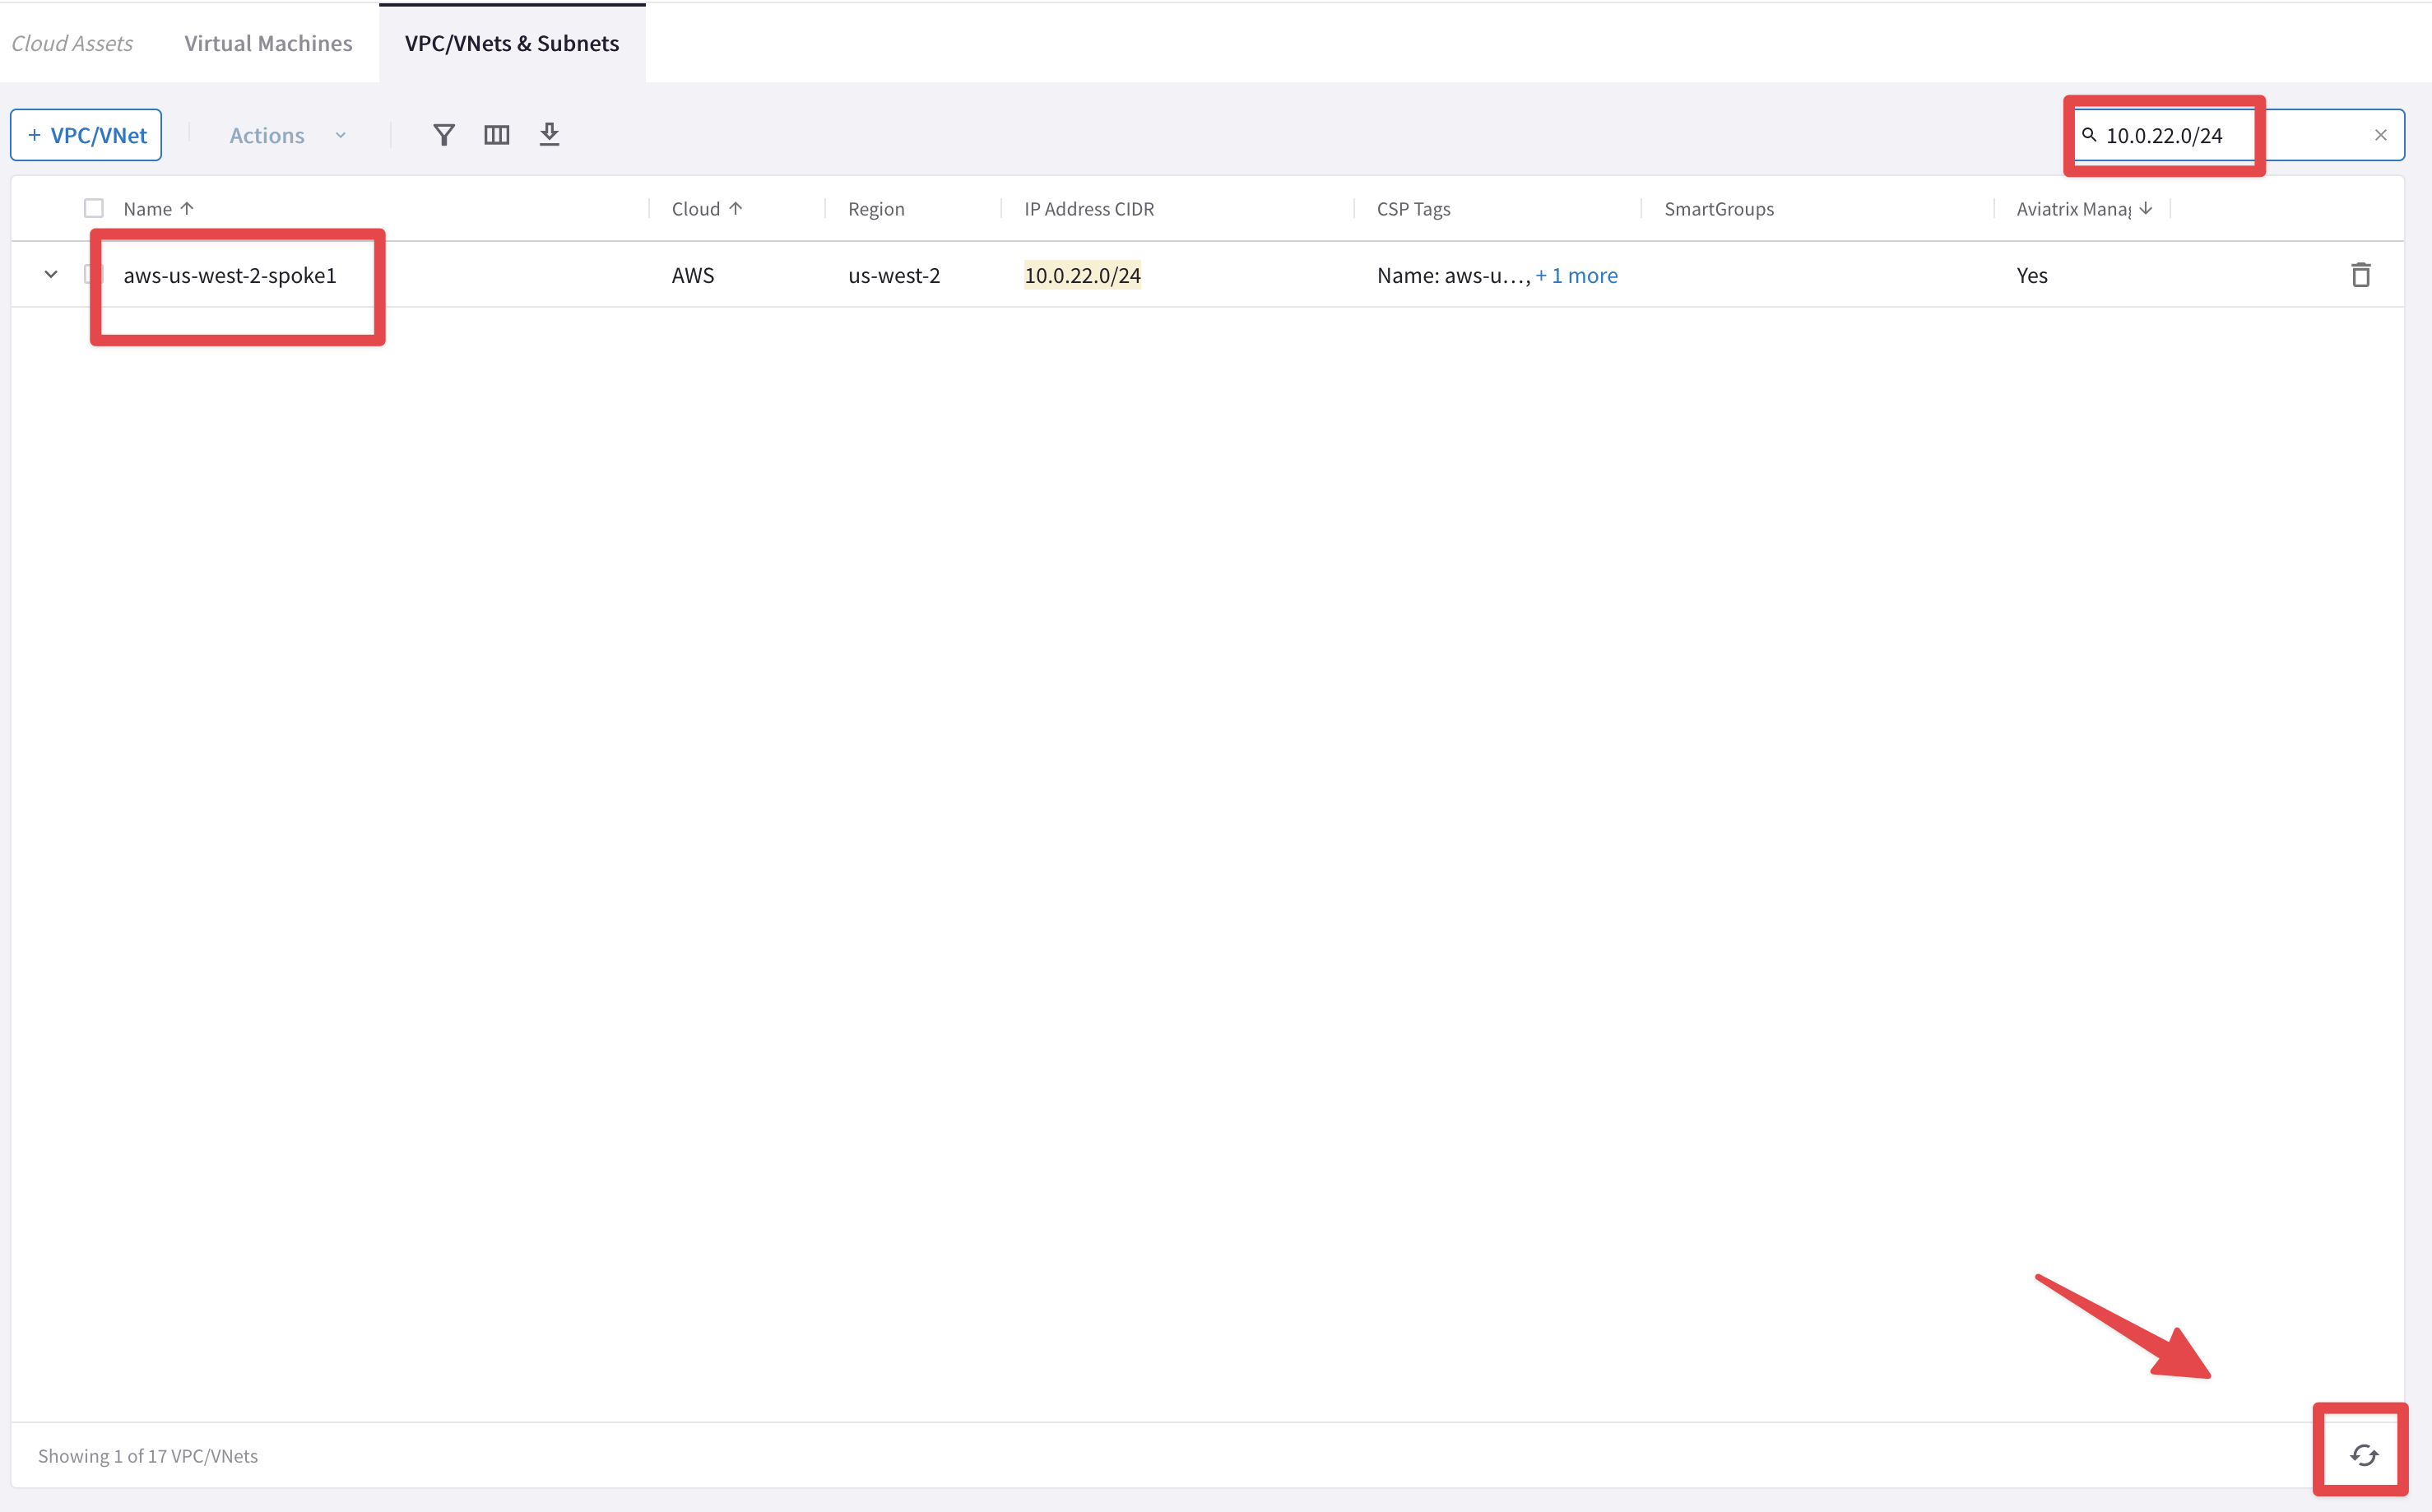 Cloud Assets Virtual Machines VPC/VNets & Subnets
+ VPC/VNet Actions 10.0.22.0/24
Name Cloud Region IP Address CIDR CSP Tags SmartGroups Aviatrix Manag
aws-us-west-2-spoke1 AWS us-west-2 10.0.22.0/24 Name: aws-u..., + 1 more Yes
Showing 1 of 17 VPC/VNets